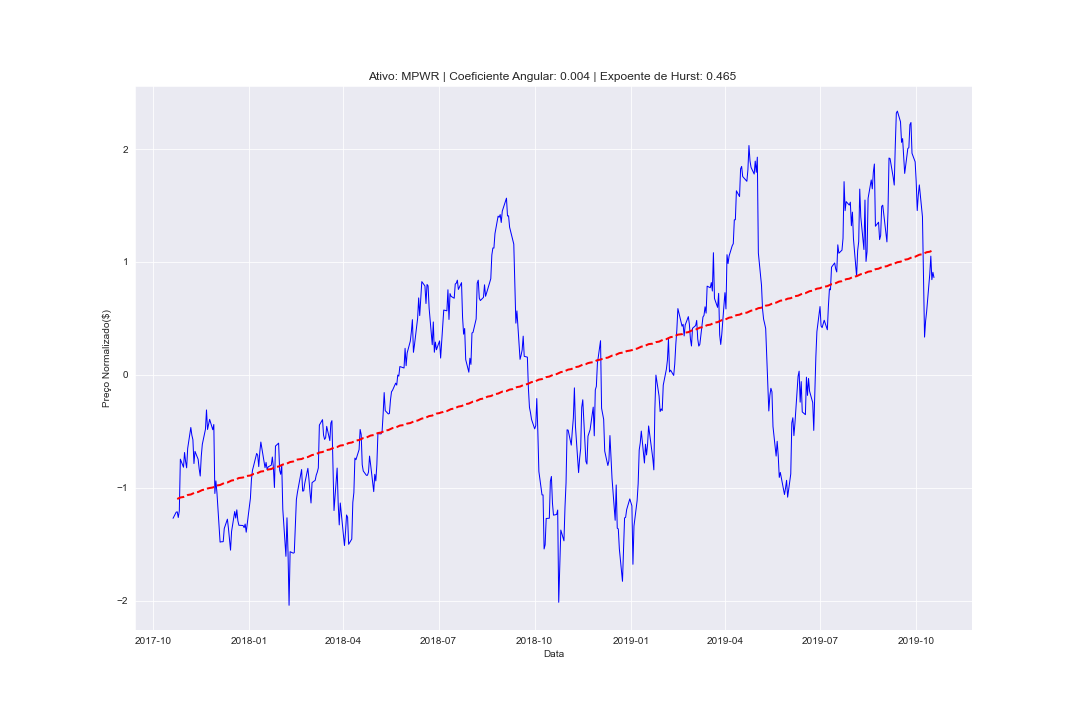 Ativo: MPWR | Coeficiente Angular: 0.004 | Expoente de Hurst: 0.465
Preço Normalizado($)
2
1
0
−1
−2
2017-10 2018-01 2018-04 2018-07 2018-10 2019-01 2019-04 2019-07 2019-10
Data